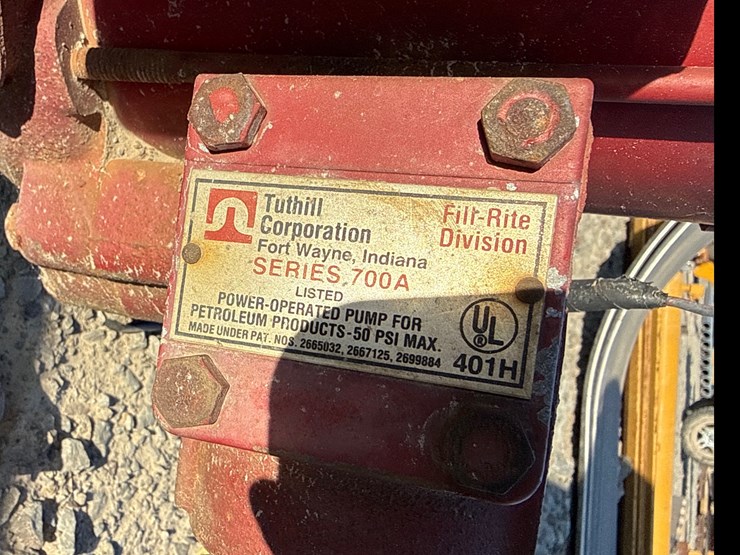 Tuthill
Corporation
Fort Wayne, Indiana
Fill-Rite
Division
SERIES 700A
LISTED
POWER-OPERATED PUMP FOR
PETROLEUM PRODUCTS-50 PSI MAX.
MADE UNDER PAT. NOS. 2665032, 2667125, 2699884
UL
®
401H